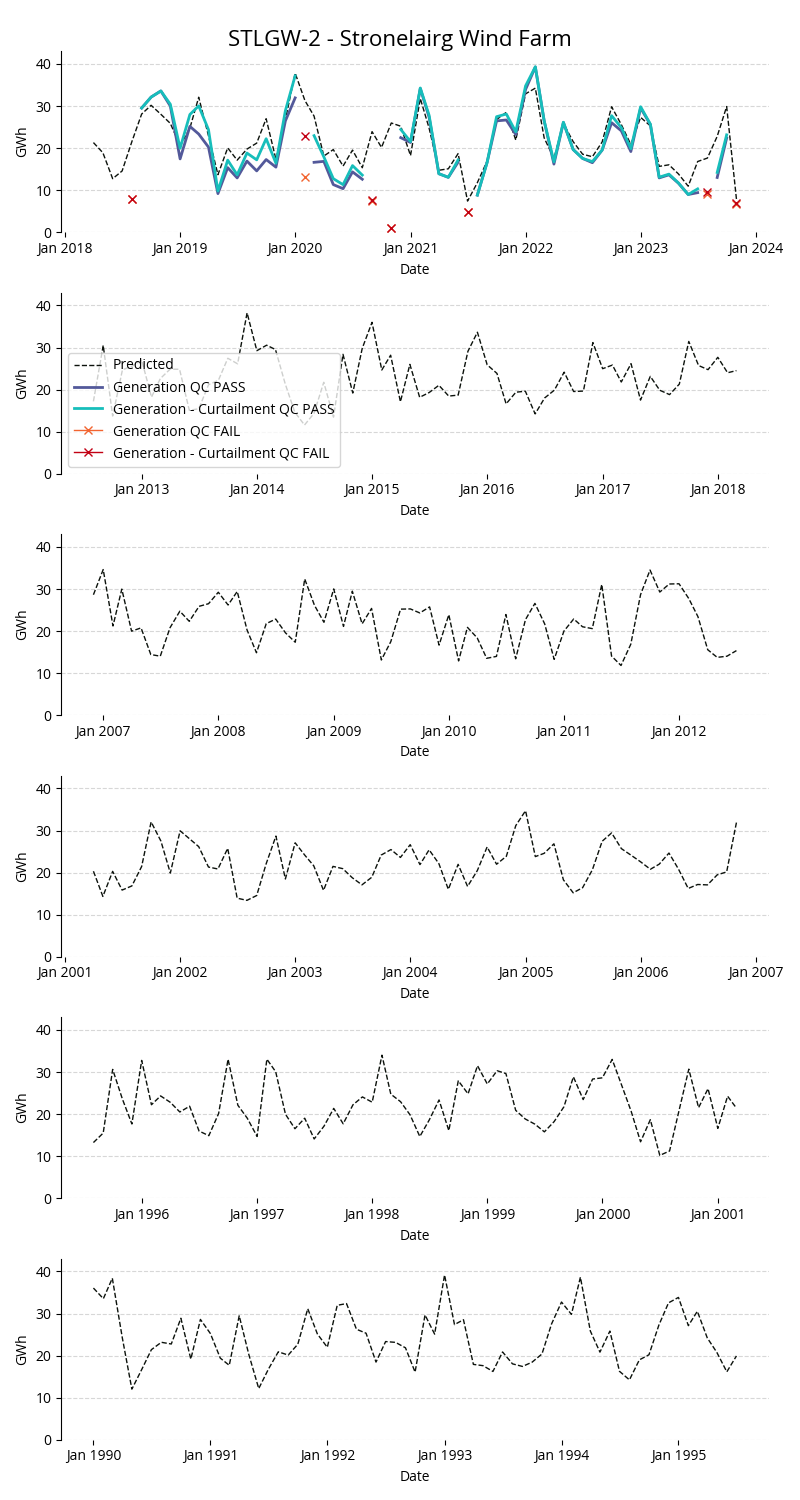 STLGW-2 - Stronelairg Wind Farm
40
30
20
10
0
GWh
Jan 2018 Jan 2019 Jan 2020 Jan 2021 Jan 2022 Jan 2023 Jan 2024
Date
40
30
20
10
0
GWh
Predicted
Generation QC PASS
Generation - Curtailment QC PASS
Generation QC FAIL
Generation - Curtailment QC FAIL
Jan 2013 Jan 2014 Jan 2015 Jan 2016 Jan 2017 Jan 2018
Date
40
30
20
10
0
GWh
Jan 2007 Jan 2008 Jan 2009 Jan 2010 Jan 2011 Jan 2012
Date
40
30
20
10
0
GWh
Jan 2001 Jan 2002 Jan 2003 Jan 2004 Jan 2005 Jan 2006 Jan 2007
Date
40
30
20
10
0
GWh
Jan 1996 Jan 1997 Jan 1998 Jan 1999 Jan 2000 Jan 2001
Date
40
30
20
10
0
GWh
Jan 1990 Jan 1991 Jan 1992 Jan 1993 Jan 1994 Jan 1995
Date